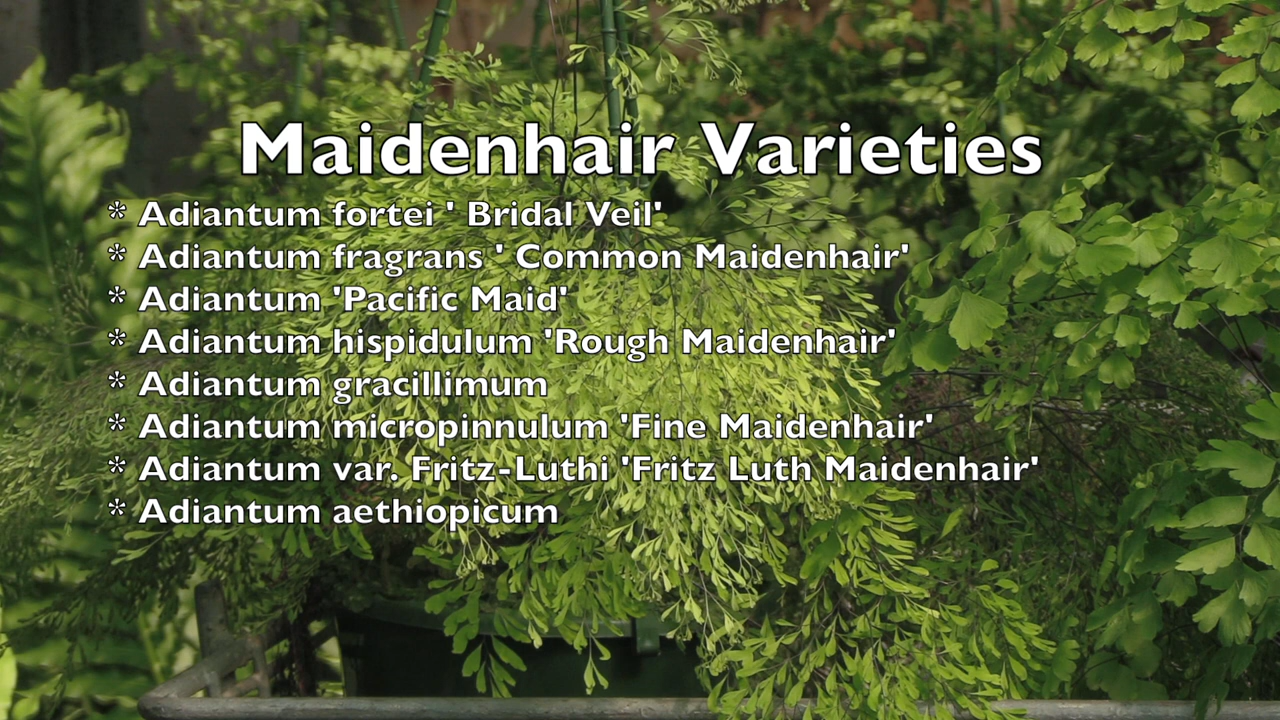 Maidenhair Varieties
* Adiantum fortei ' Bridal Veil'
* Adiantum fragrans ' Common Maidenhair'
* Adiantum 'Pacific Maid'
* Adiantum hispidulum 'Rough Maidenhair'
* Adiantum gracillimum
* Adiantum micropinnulum 'Fine Maidenhair'
* Adiantum var. Fritz-Luthi 'Fritz Luth Maidenhair'
* Adiantum aethiopicum